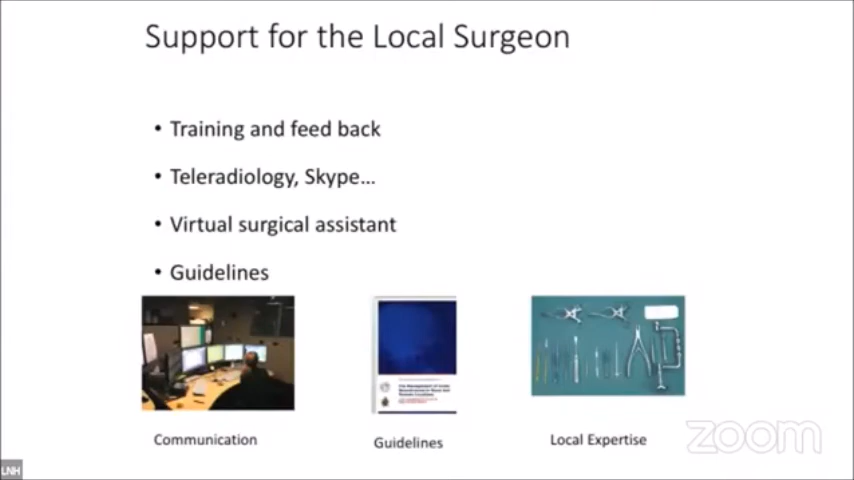 Support for the Local Surgeon
• Training and feed back
• Teleradiology, Skype...
• Virtual surgical assistant
• Guidelines
Communication
Guidelines
Local Expertise
zoom
LNH